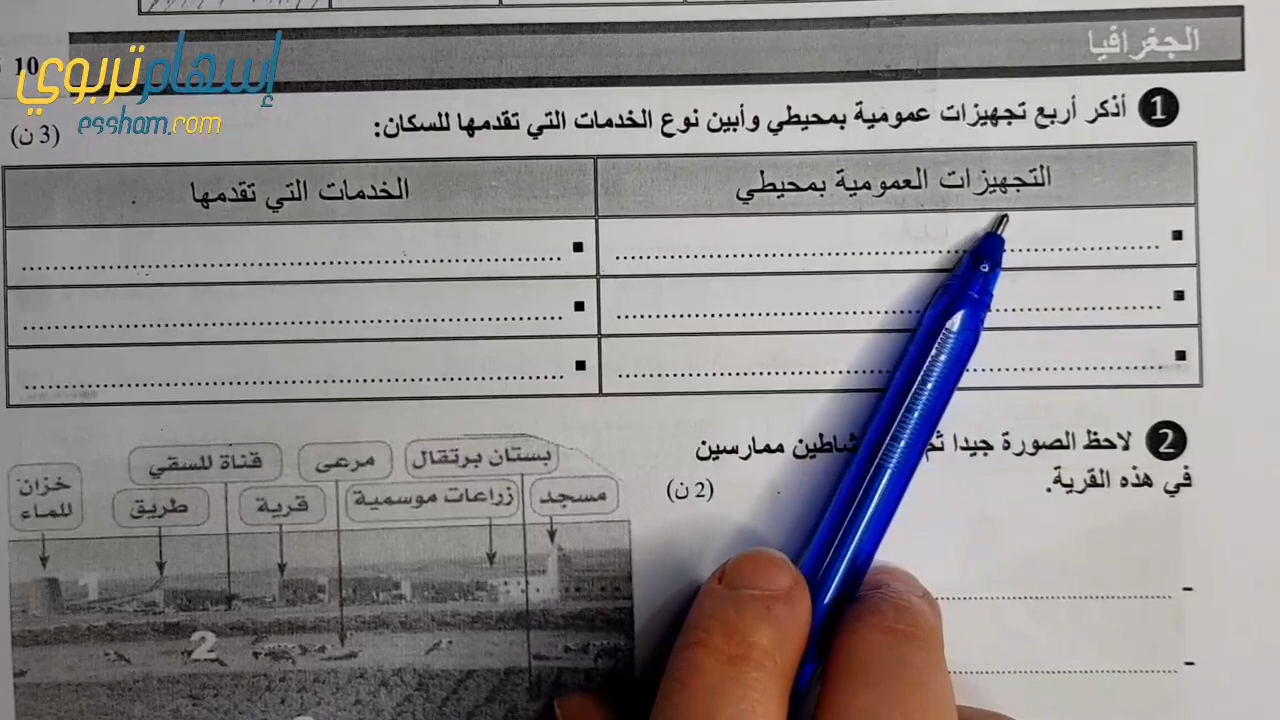 الجغرافيا
10
إسهام تربوي
essham.com
1 أذكر أربع تجهيزات عمومية بمحيطي وأبين نوع الخدمات التي تقدمها للسكان:
(3 ن)
التجهيزات العمومية بمحيطي
الخدمات التي تقدمها
2 لاحظ الصورة جيدا ممارسين
في هذه القرية.
(2 ن)
بستان برتقال
مرعى
قناة للسقي
خزان للماء
مسجد
زراعات موسمية
قرية
طريق
1
2